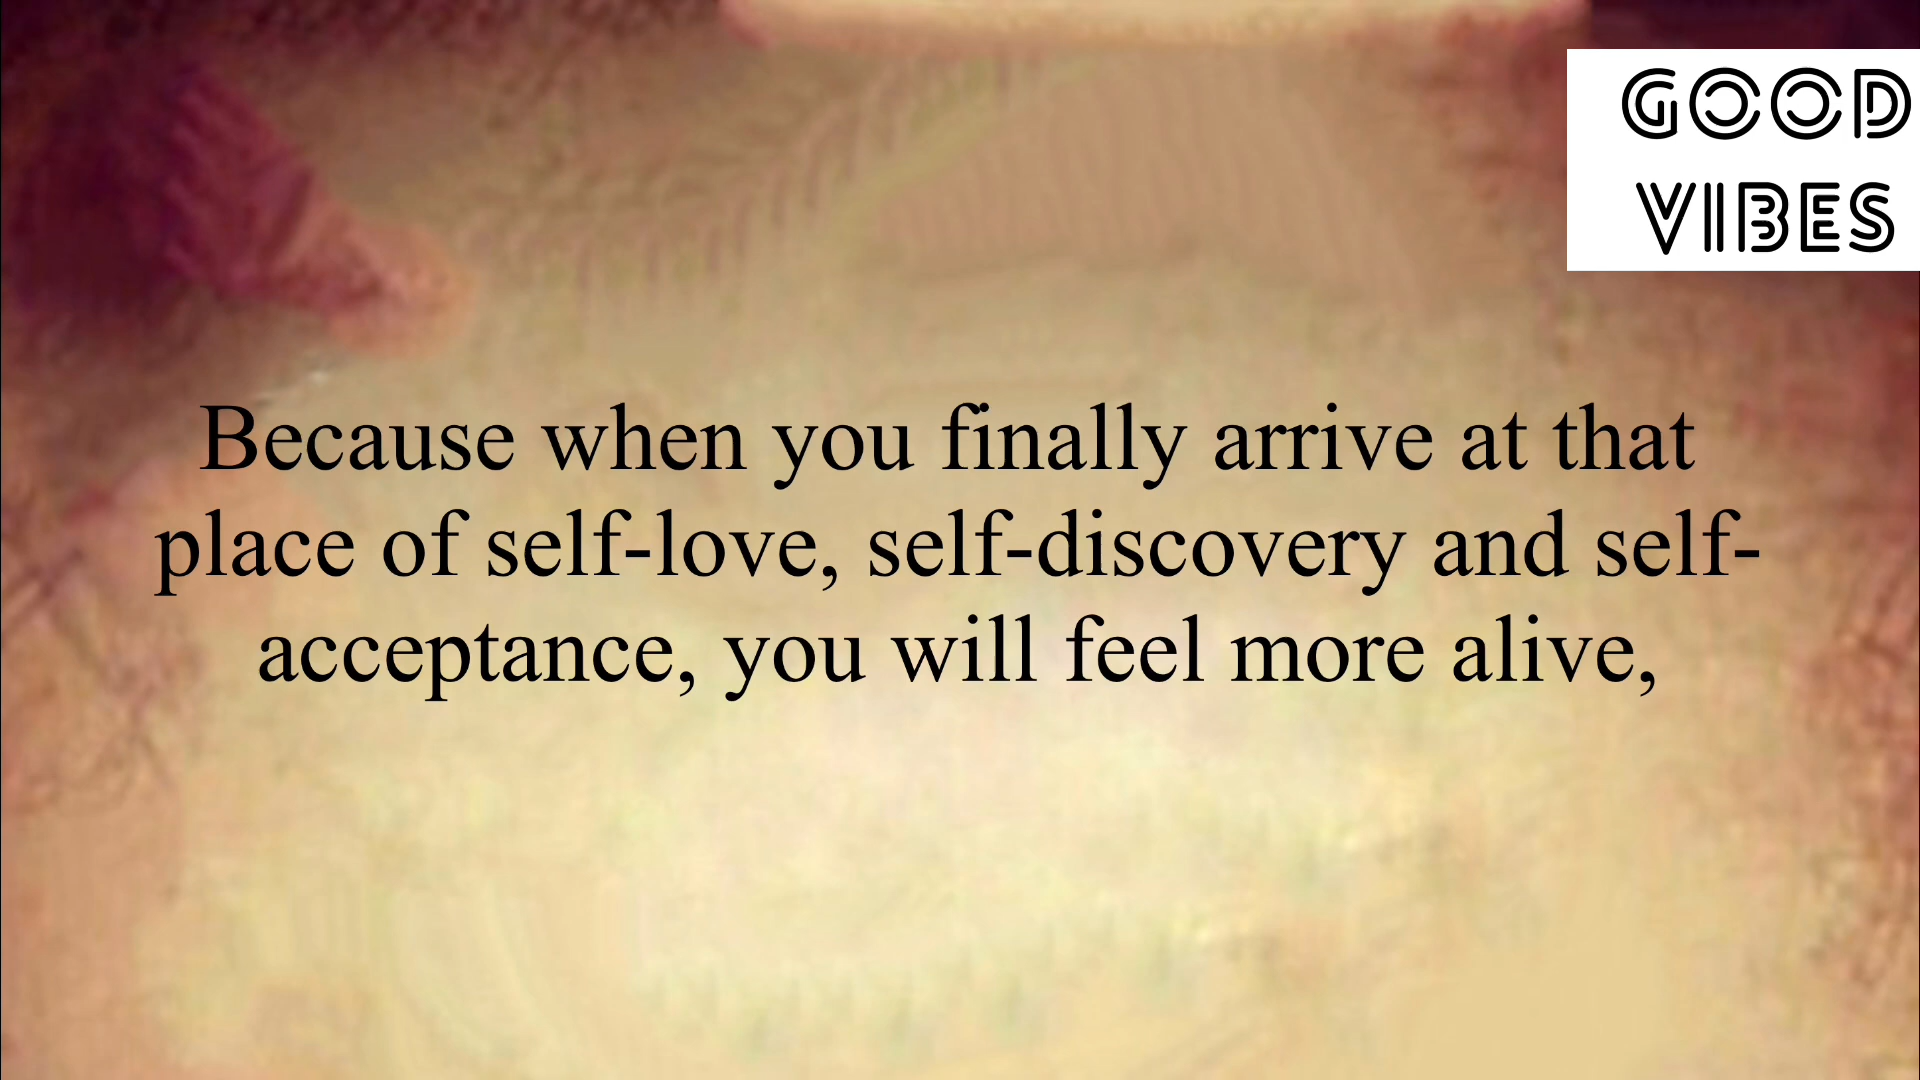 GOOD
VIBES
Because when you finally arrive at that
place of self-love, self-discovery and self-
acceptance, you will feel more alive,